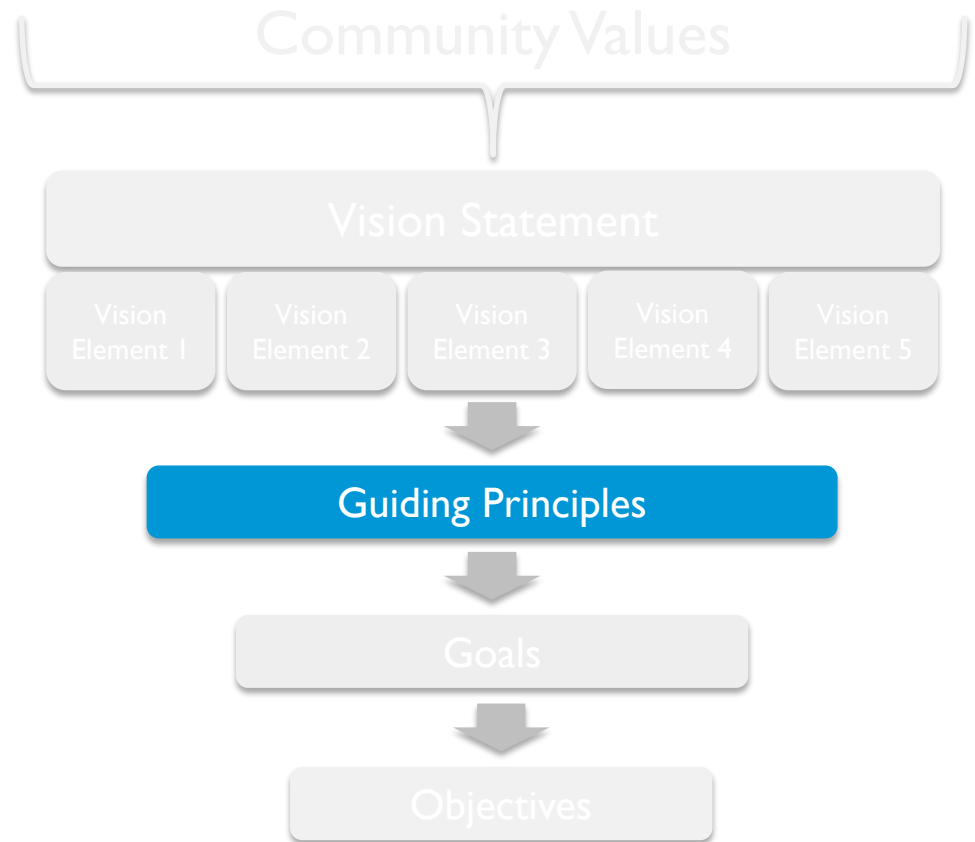 Community Values
Vision Statement
Vision
Element 1
Vision
Element 2
Vision
Element 3
Vision
Element 4
Vision
Element 5
Guiding Principles
Goals
Objectives